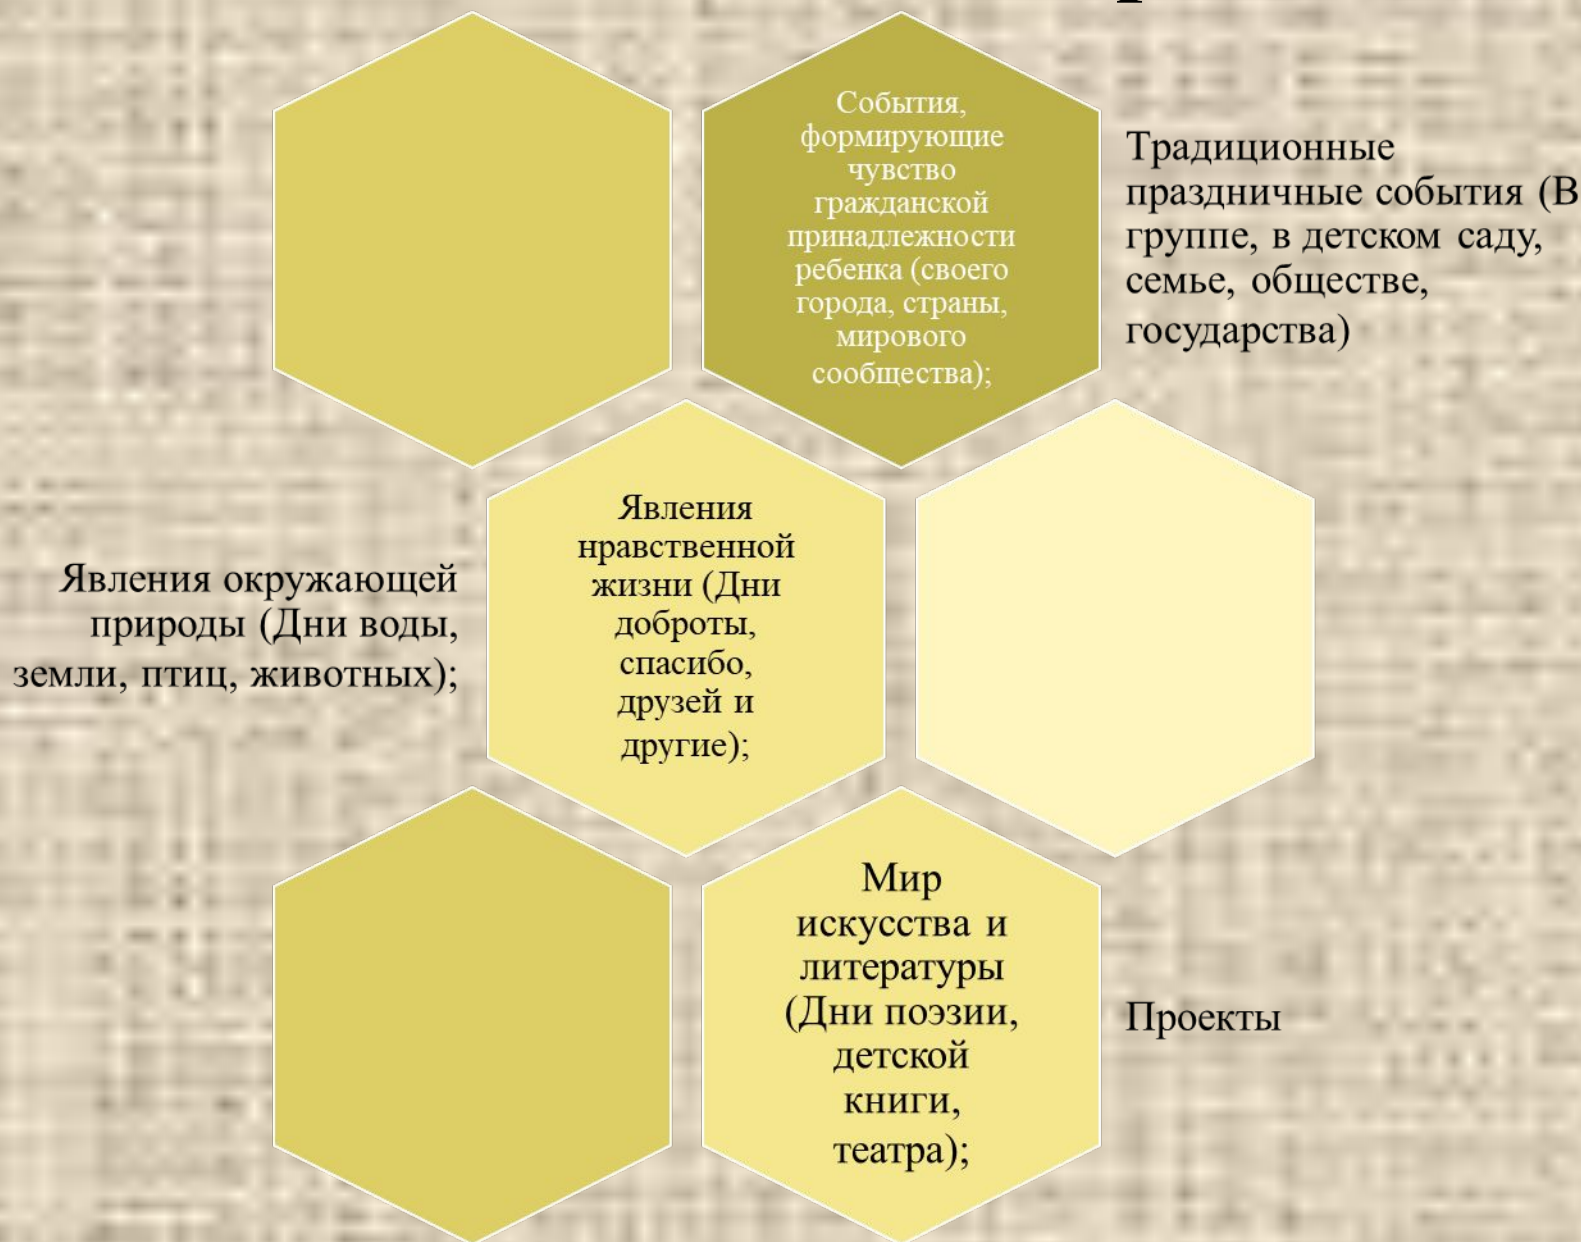 События,
формирующие
чувство
гражданской
принадлежности
ребенка (своего
города, страны,
мирового
сообщества);
Традиционные
праздничные события (В
группе, в детском саду,
семье, обществе,
государства)
Явления окружающей
природы (Дни воды,
земли, птиц, животных);
Явления
нравственной
жизни (Дни
доброты,
спасибо,
друзей и
другие);
Мир
искусства и
литературы
(Дни поэзии,
детской
книги,
театра);
Проекты